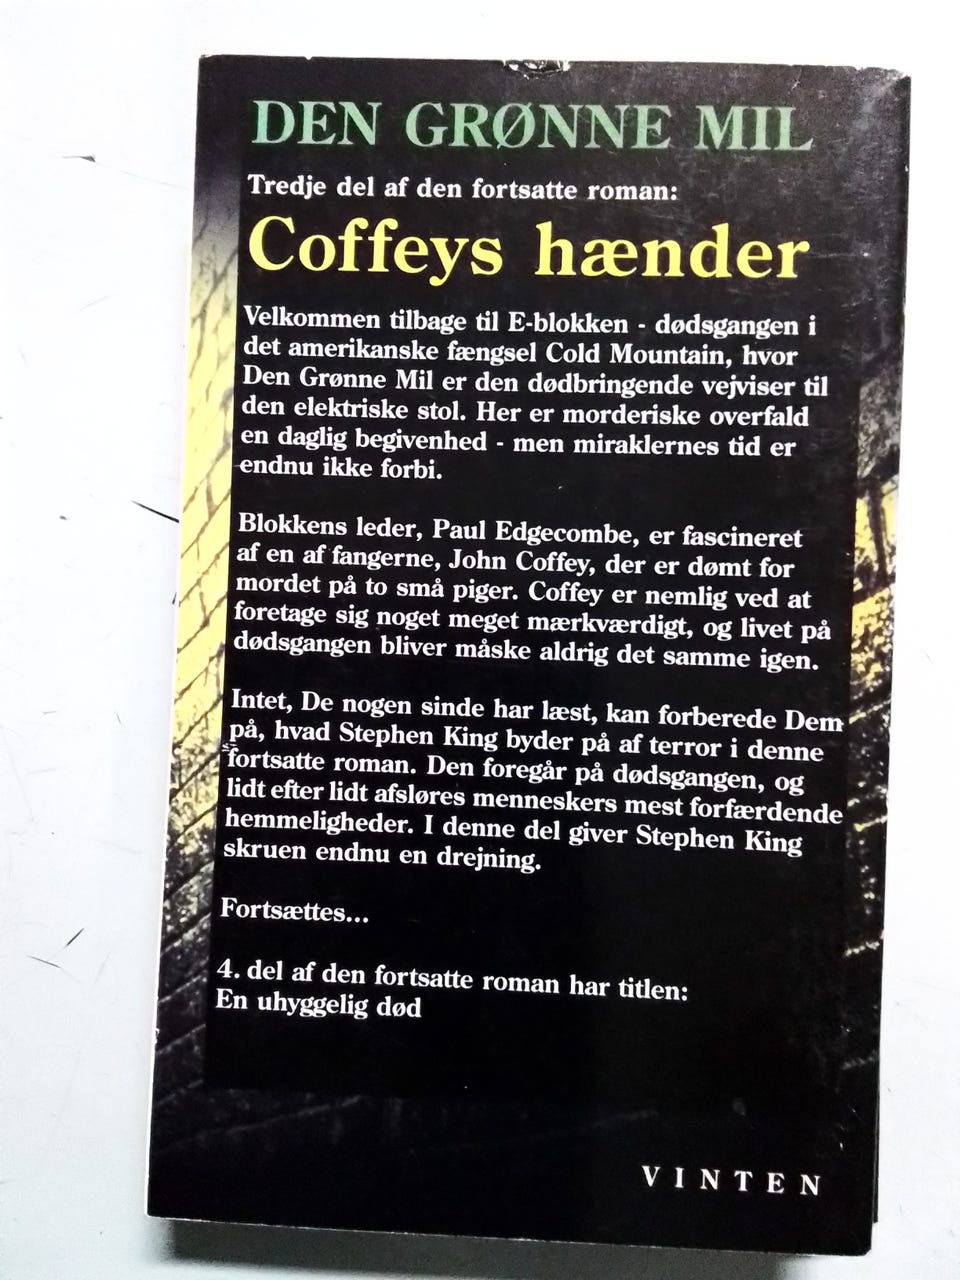 DEN GRØNNE MIL
Tredje del af den fortsatte roman:
Coffeys hænder
Velkommen tilbage til E-blokken - dødsgangen i
det amerikanske fængsel Cold Mountain, hvor
Den Grønne Mil er den dødbringende vejviser til
den elektriske stol. Her er morderiske overfald
en daglig begivenhed - men miraklernes tid er
endnu ikke forbi.
Blokkens leder, Paul Edgecombe, er fascineret
af en af fangerne, John Coffey, der er dømt for
mordet på to små piger. Coffey er nemlig ved at
foretage sig noget meget mærkværdigt, og livet på
dødsgangen bliver måske aldrig det samme igen.
Intet, De nogen sinde har læst, kan forberede Dem
på, hvad Stephen King byder på af terror i denne
fortsatte roman. Den foregår på dødsgangen, og
lidt efter lidt afsløres menneskers mest forfærdende
hemmeligheder. I denne del giver Stephen King
skruen endnu en drejning.
Fortsættes...
4. del af den fortsatte roman har titlen:
En uhyggelig død
VINTEN